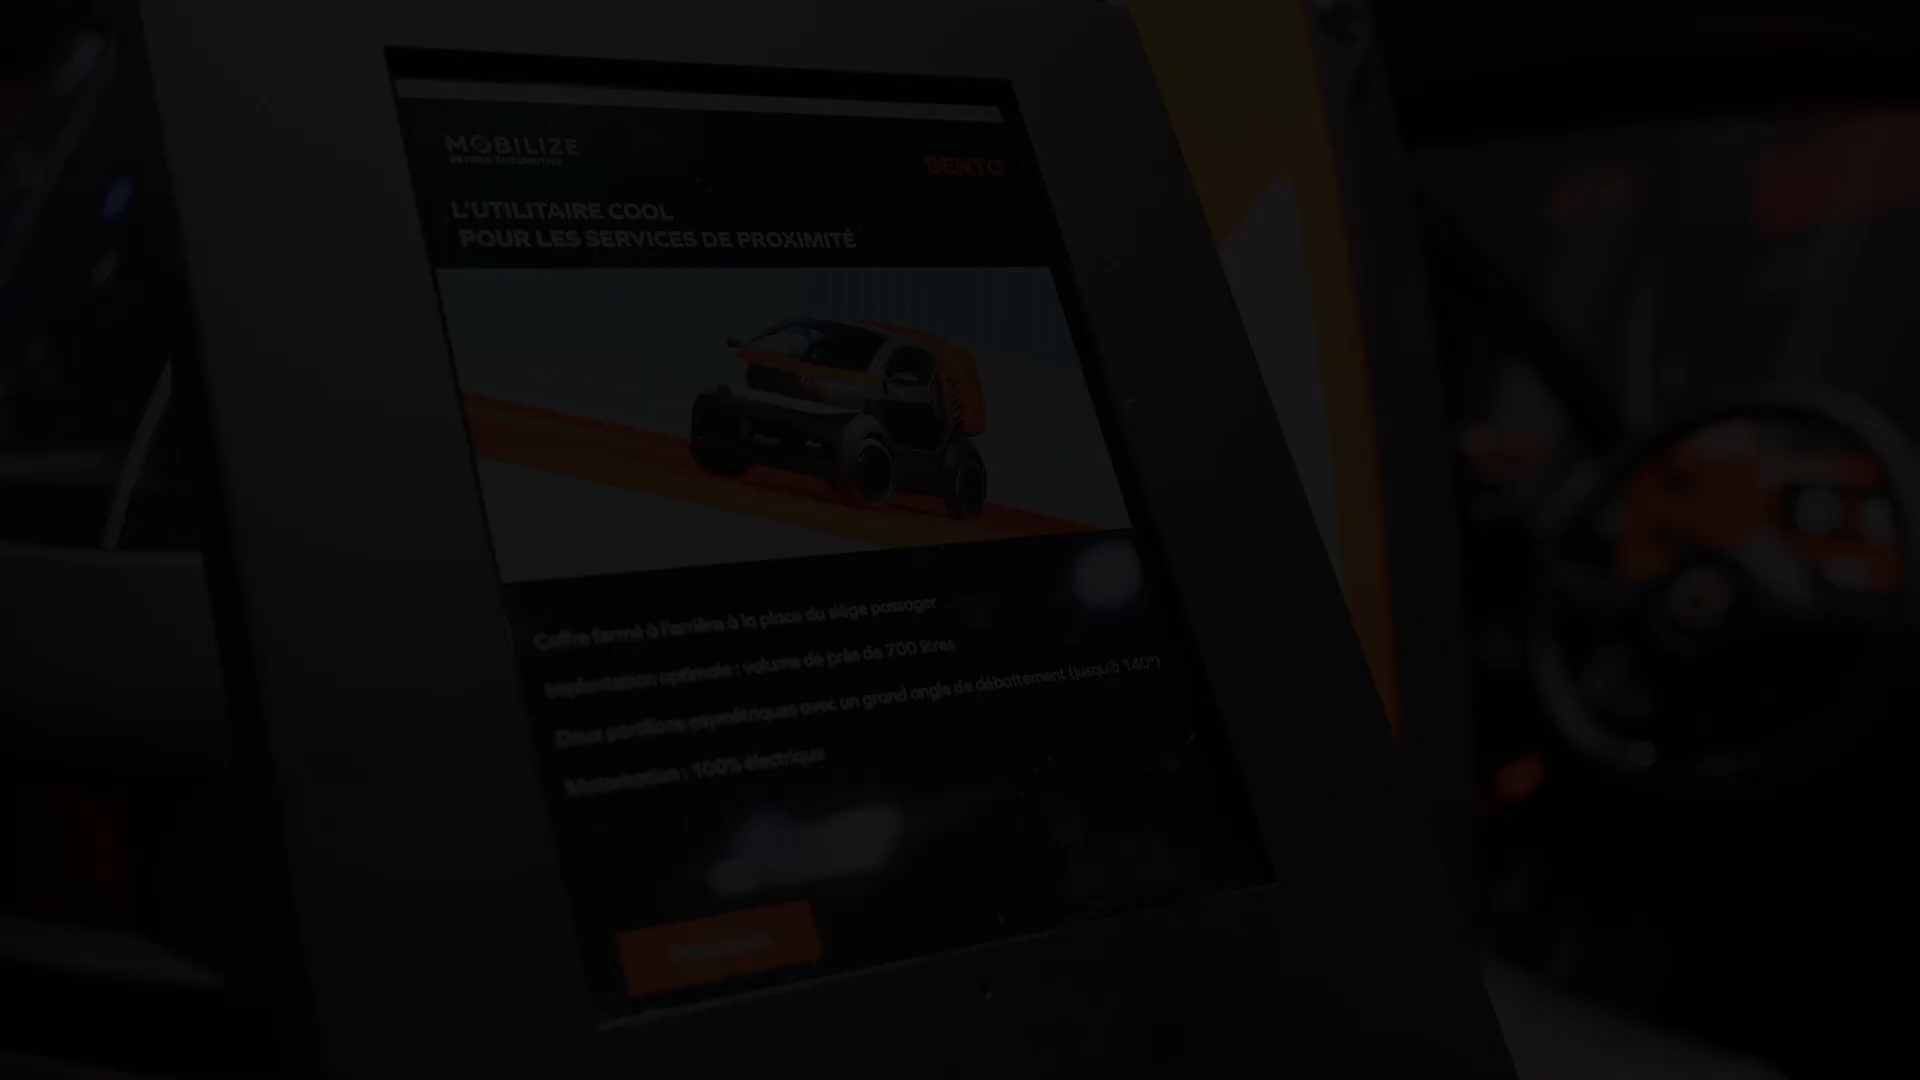 MOBILIZE
BEYOND AUTOMOTIVE
BENTO
L'UTILITAIRE COOL
POUR LES SERVICES DE PROXIMITÉ
Coffre fermé à l'arrière à la place du siège passager
Implantation optimale : volume de près de 700 litres
Deux portillons asymétriques avec un grand angle de débattement (jusqu'à 140°)
Motorisation : 100% électrique